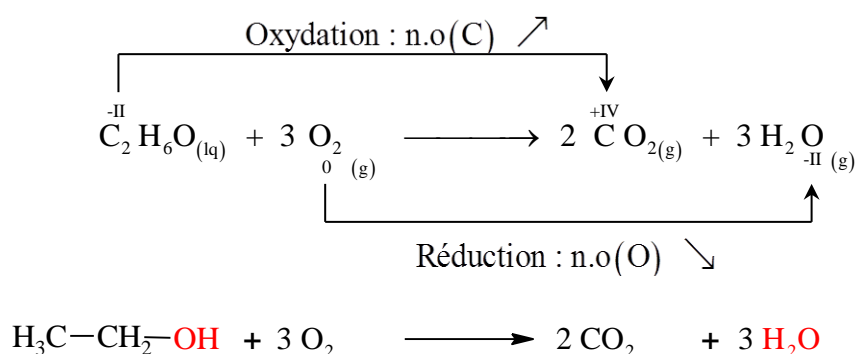 Oxydation : n.o(C) ↗
-II +IV
C₂H₆O(lq) + 3 O₂ (g) ⟶ 2 CO₂(g) + 3 H₂O (g)
0 -II
Réduction : n.o(O) ↘
H₃C−CH₂−OH + 3 O₂ ⟶ 2 CO₂ + 3 H₂O